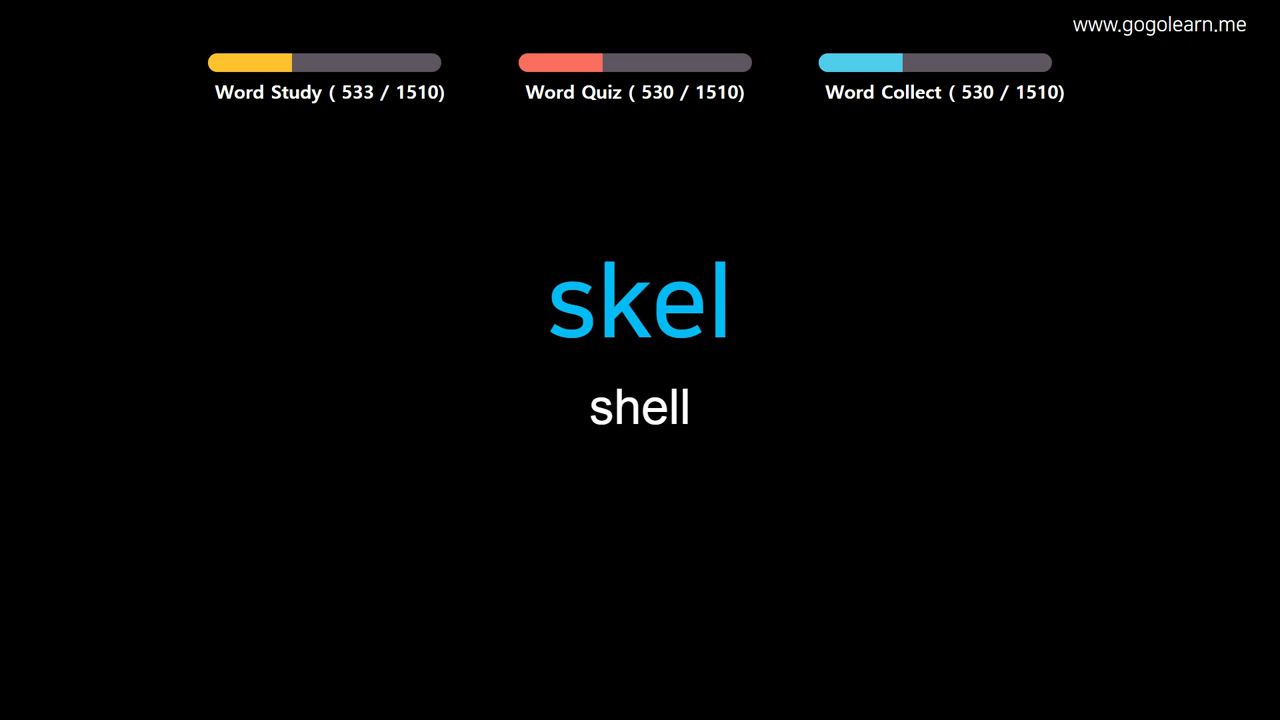 www.gogolearn.me
Word Study ( 533 / 1510)
Word Quiz ( 530 / 1510)
Word Collect ( 530 / 1510)
skel
shell